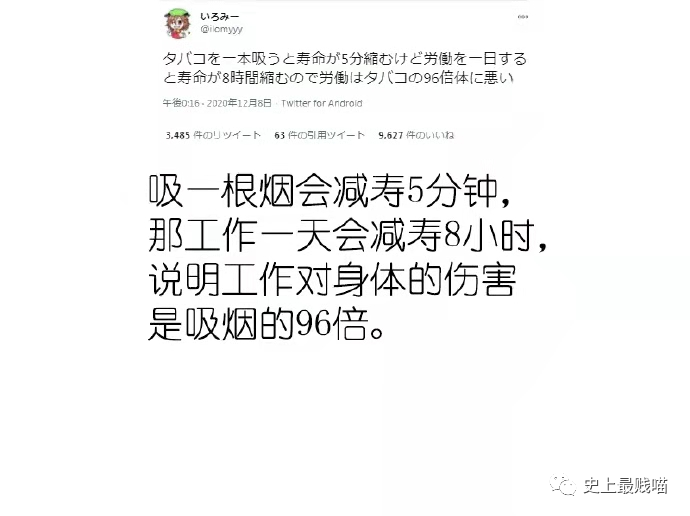 いろみー
@iiomyyy
タバコを一本吸うと寿命が5分縮むけど労働を一日する
と寿命が8時間縮むので労働はタバコの96倍体に悪い
午後0:16 · 2020年12月8日 · Twitter for Android
3,485 件のリツイート 63 件の引用ツイート 9,627 件のいいね
吸一根烟会减寿5分钟，
那工作一天会减寿8小时，
说明工作对身体的伤害
是吸烟的96倍。
史上最贱喵